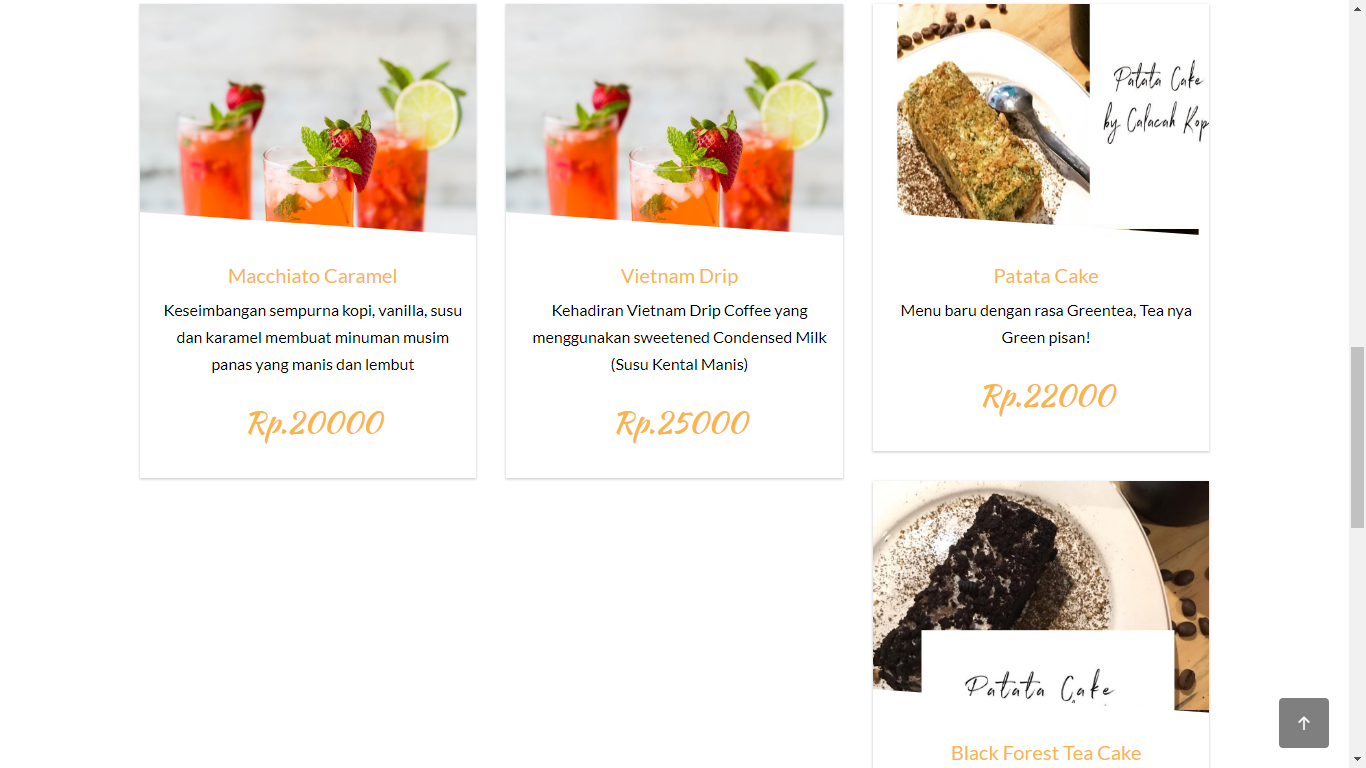 Patata Cake
by Calacah Kop
Macchiato Caramel
Keseimbangan sempurna kopi, vanilla, susu
dan karamel membuat minuman musim
panas yang manis dan lembut
Rp.20000
Vietnam Drip
Kehadiran Vietnam Drip Coffee yang
menggunakan sweetened Condensed Milk
(Susu Kental Manis)
Rp.25000
Patata Cake
Menu baru dengan rasa Greentea, Tea nya
Green pisan!
Rp.22000
Patata Cake
Black Forest Tea Cake